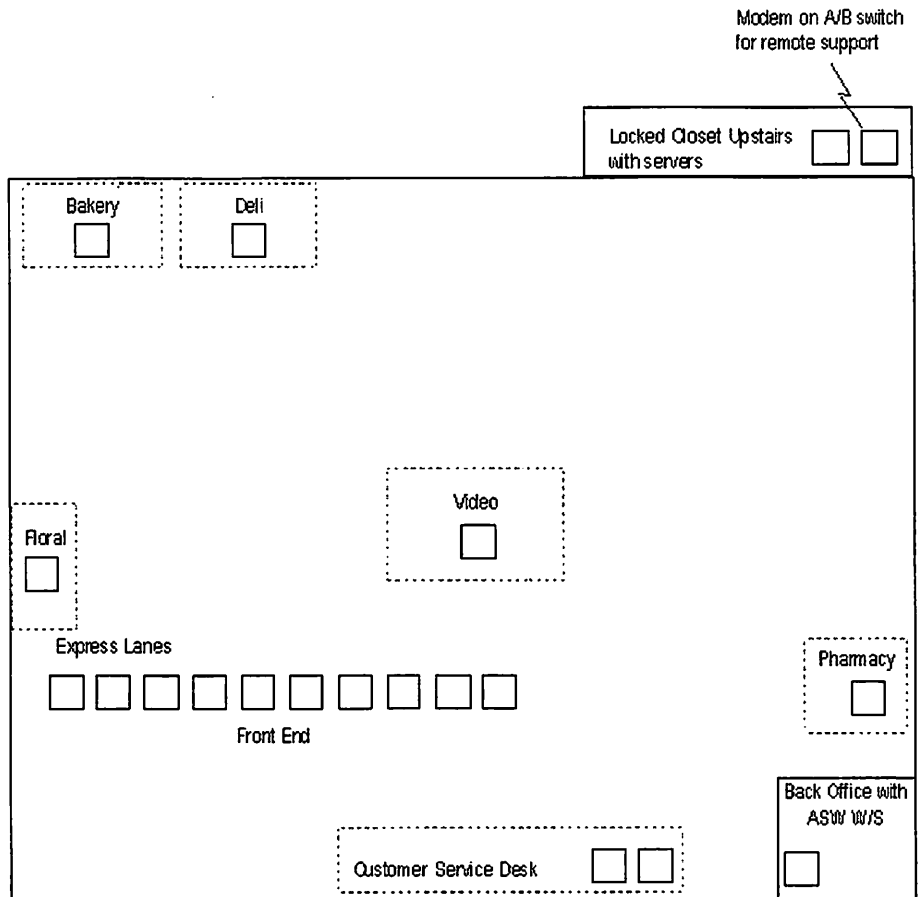 Modem on A/B switch
for remote support
Locked Closet Upstairs
with servers
Bakery
Deli
Video
Floral
Express Lanes
Pharmacy
Front End
Back Office with
ASW W/S
Customer Service Desk